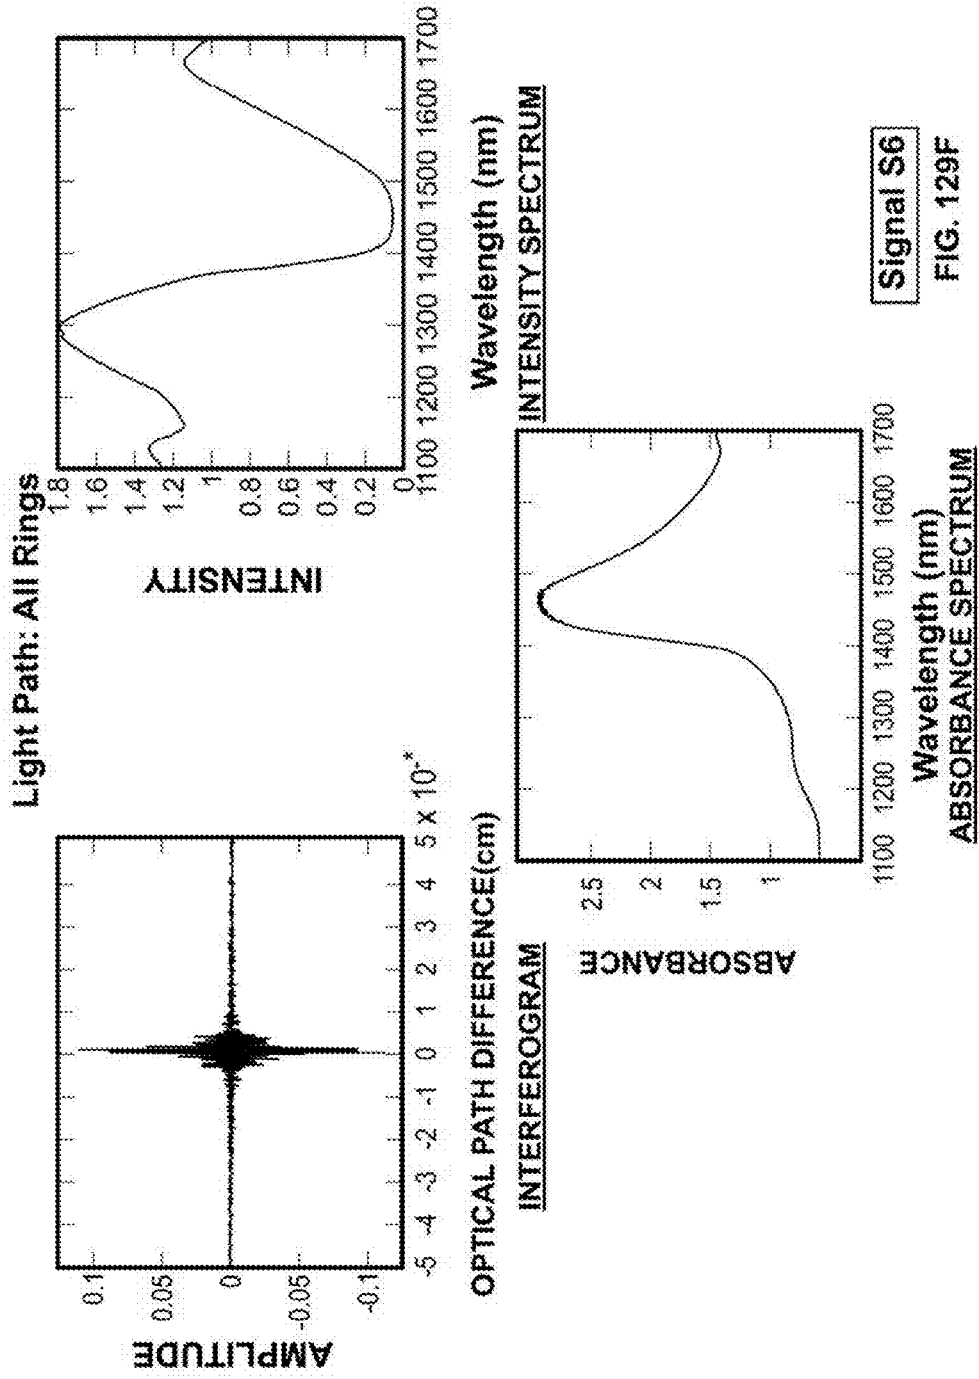 Light Path: All Rings
AMPLITUDE
0.1
0.05
0
-0.05
-0.1
-5 -4 -3 -2 -1 0 1 2 3 4 5 x 10-*
OPTICAL PATH DIFFERENCE(cm)
INTERFEROGRAM
INTENSITY
1.8
1.6
1.4
1.2
1
0.8
0.6
0.4
0.2
0
1100 1200 1300 1400 1500 1600 1700
Wavelength (nm)
INTENSITY SPECTRUM
ABSORBANCE
2.5
2
1.5
1
1100 1200 1300 1400 1500 1600 1700
Wavelength (nm)
ABSORBANCE SPECTRUM
Signal S6
FIG. 129F